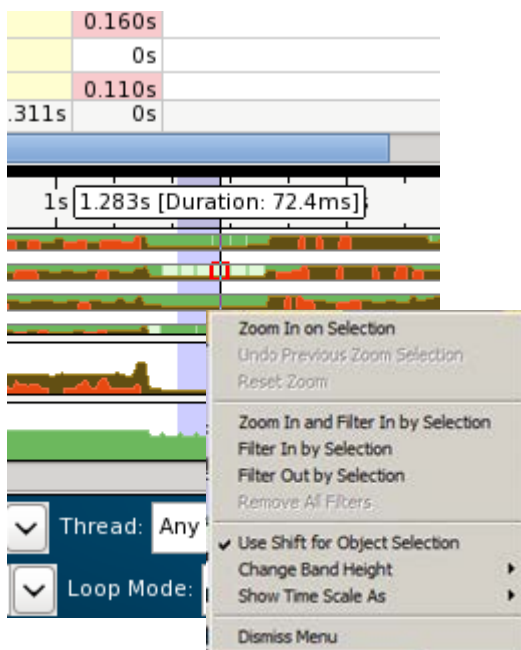 0.160s
0s
0.110s
.311s 0s
1s 1.283s [Duration: 72.4ms]
Zoom In on Selection
Undo Previous Zoom Selection
Reset Zoom
Zoom In and Filter In by Selection
Filter In by Selection
Filter Out by Selection
Remove All Filters
Thread: Any
✓ Use Shift for Object Selection
Change Band Height
Loop Mode:
Show Time Scale As
Dismiss Menu